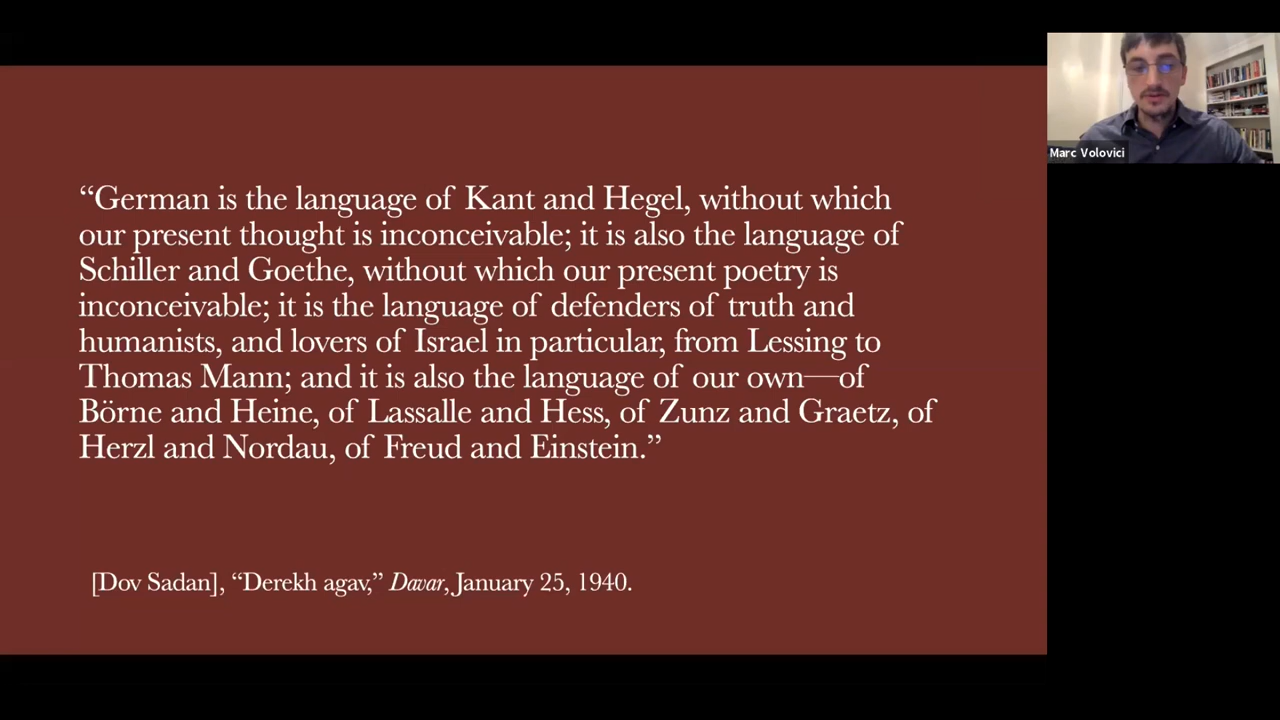 “German is the language of Kant and Hegel, without which
our present thought is inconceivable; it is also the language of
Schiller and Goethe, without which our present poetry is
inconceivable; it is the language of defenders of truth and
humanists, and lovers of Israel in particular, from Lessing to
Thomas Mann; and it is also the language of our own—of
Börne and Heine, of Lassalle and Hess, of Zunz and Graetz, of
Herzl and Nordau, of Freud and Einstein.”
[Dov Sadan], “Derekh agav,” Davar, January 25, 1940.
Marc Volovici